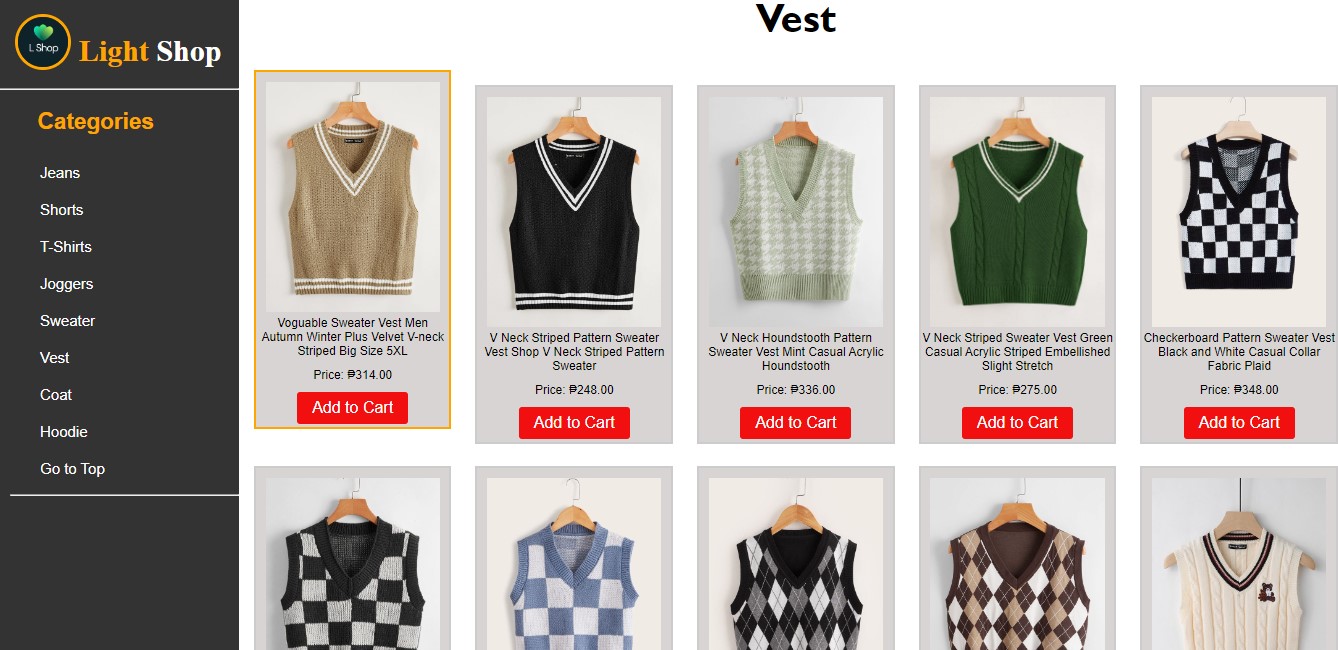 L Shop
Light Shop
Categories
Jeans
Shorts
T-Shirts
Joggers
Sweater
Vest
Coat
Hoodie
Go to Top
Vest
Voguable Sweater Vest Men
Autumn Winter Plus Velvet V-neck
Striped Big Size 5XL
Price: ₱314.00
Add to Cart
V Neck Striped Pattern Sweater
Vest Shop V Neck Striped Pattern
Sweater
Price: ₱248.00
Add to Cart
V Neck Houndstooth Pattern
Sweater Vest Mint Casual Acrylic
Houndstooth
Price: ₱336.00
Add to Cart
V Neck Striped Sweater Vest Green
Casual Acrylic Striped Embellished
Slight Stretch
Price: ₱275.00
Add to Cart
Checkerboard Pattern Sweater Vest
Black and White Casual Collar
Fabric Plaid
Price: ₱348.00
Add to Cart